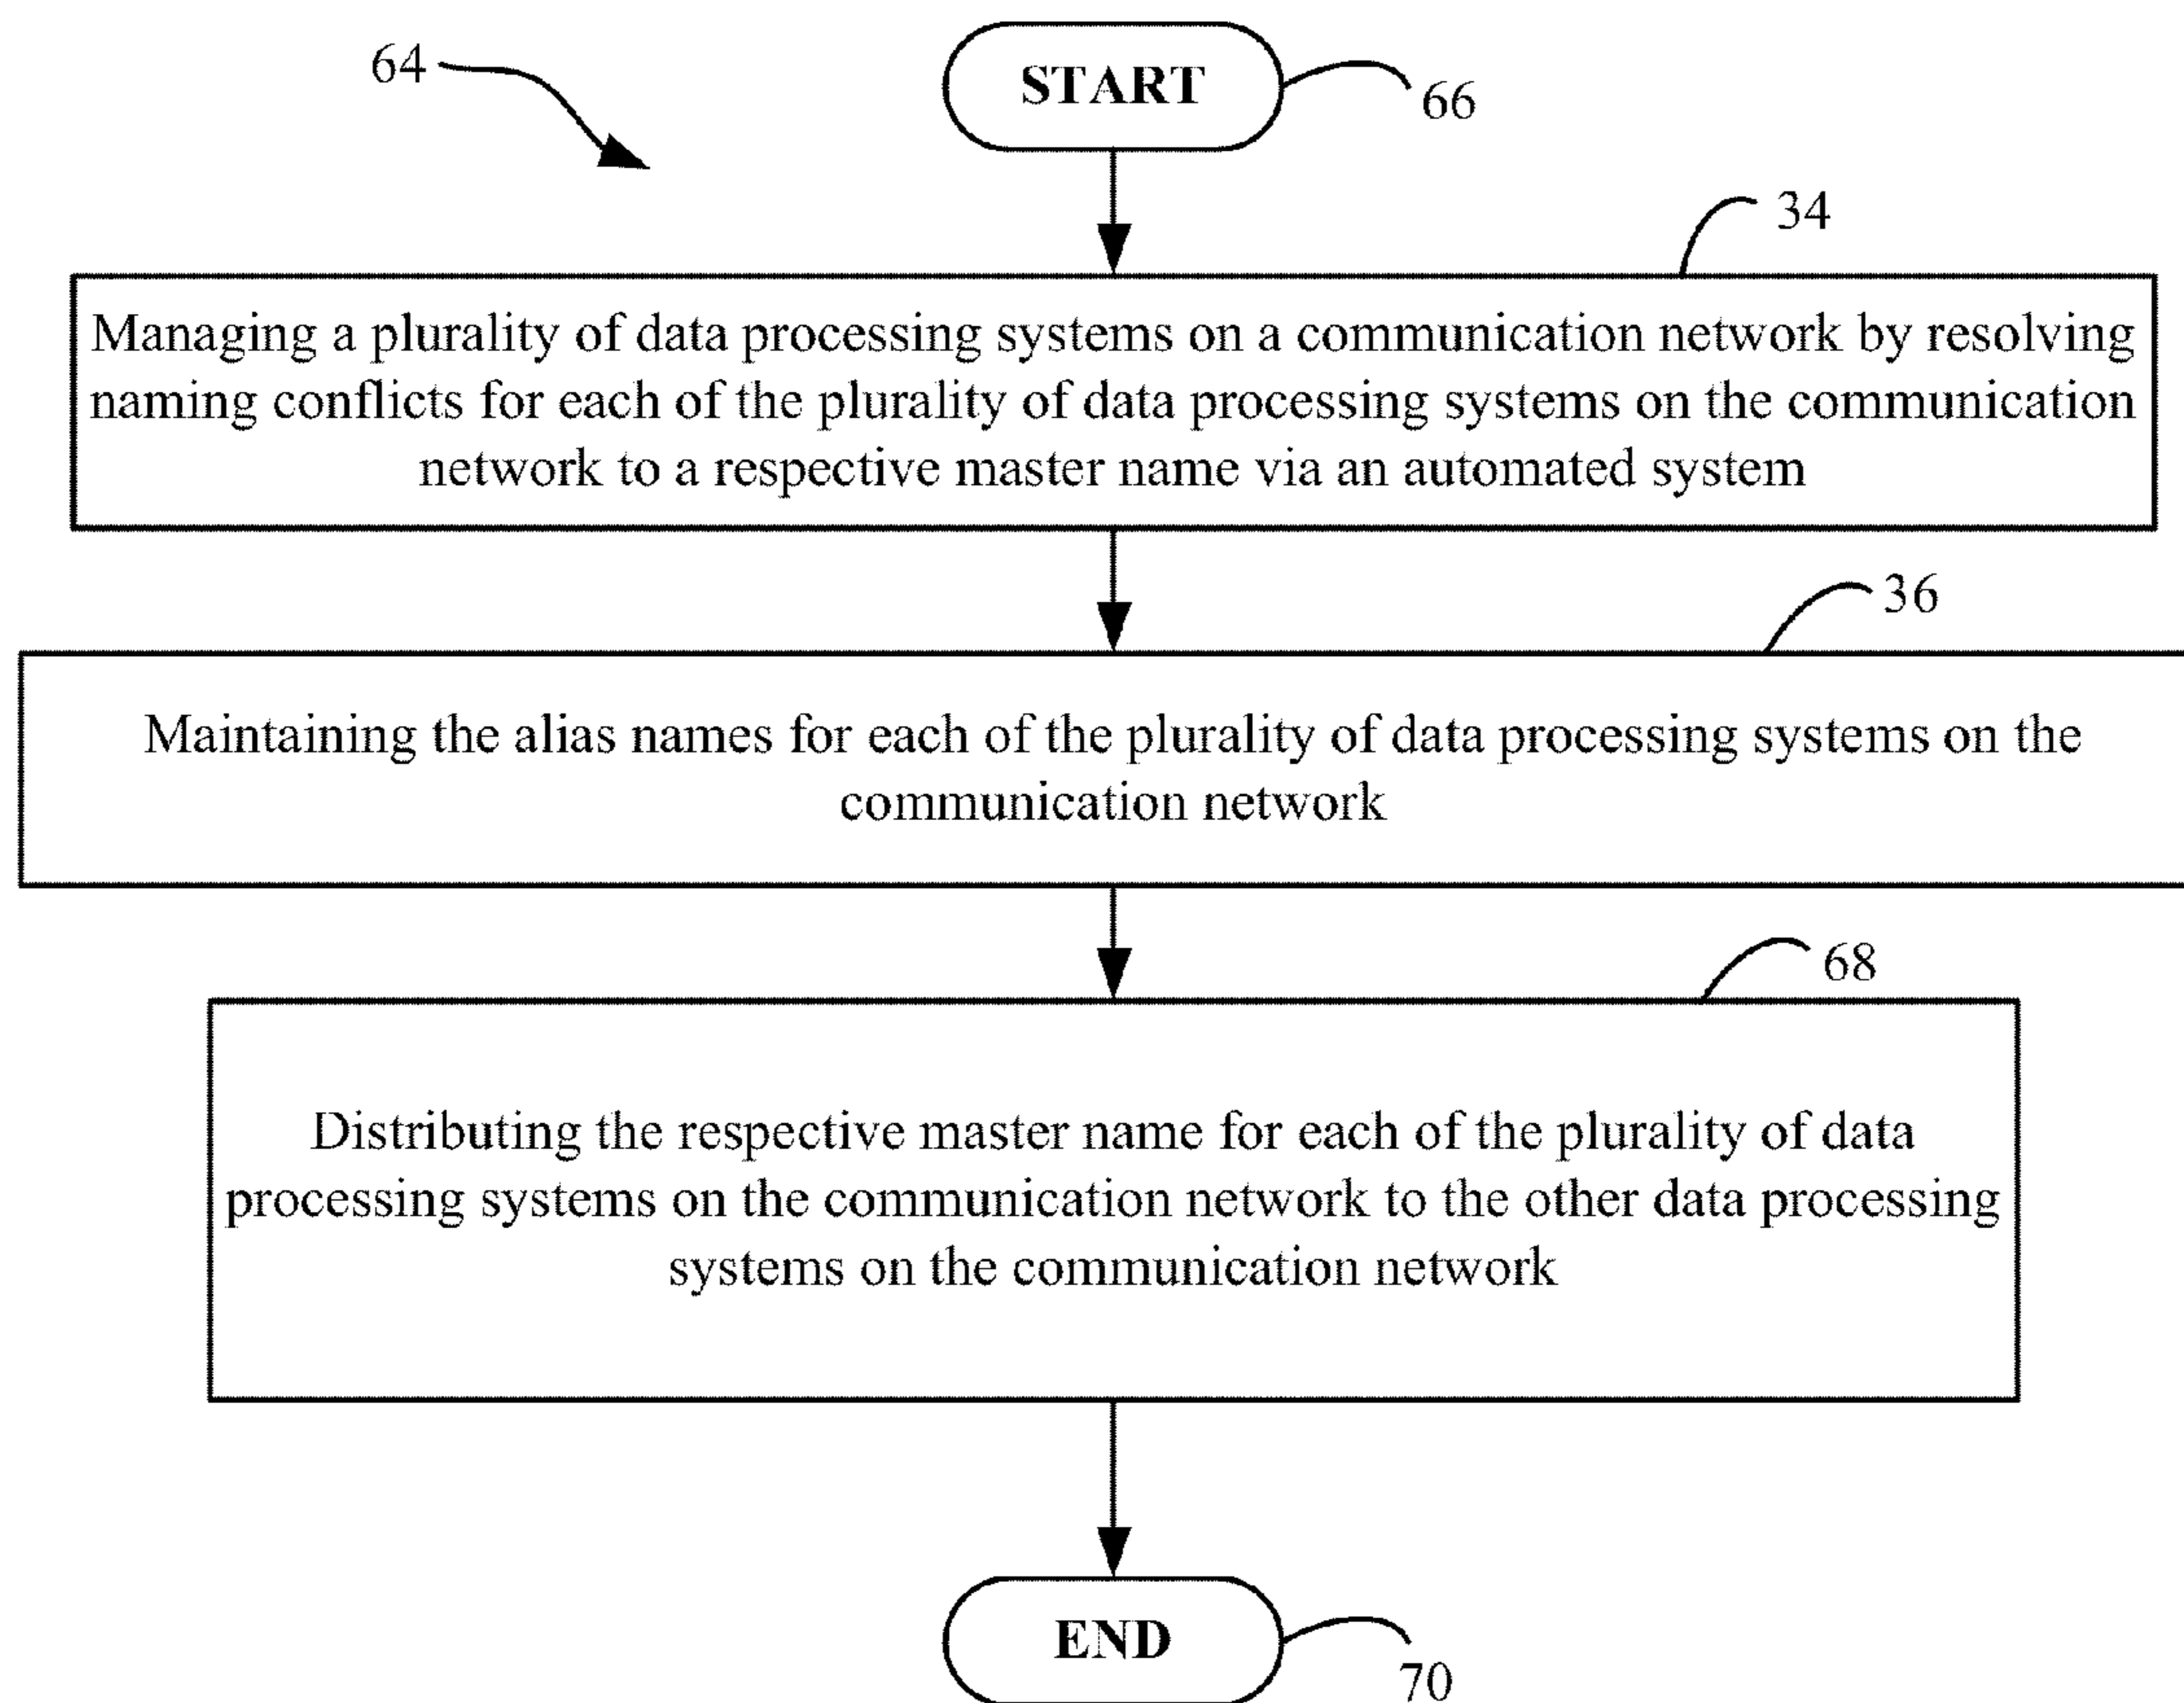 64
START
66
34
Managing a plurality of data processing systems on a communication network by resolving
naming conflicts for each of the plurality of data processing systems on the communication
network to a respective master name via an automated system
36
Maintaining the alias names for each of the plurality of data processing systems on the
communication network
68
Distributing the respective master name for each of the plurality of data
processing systems on the communication network to the other data processing
systems on the communication network
END
70